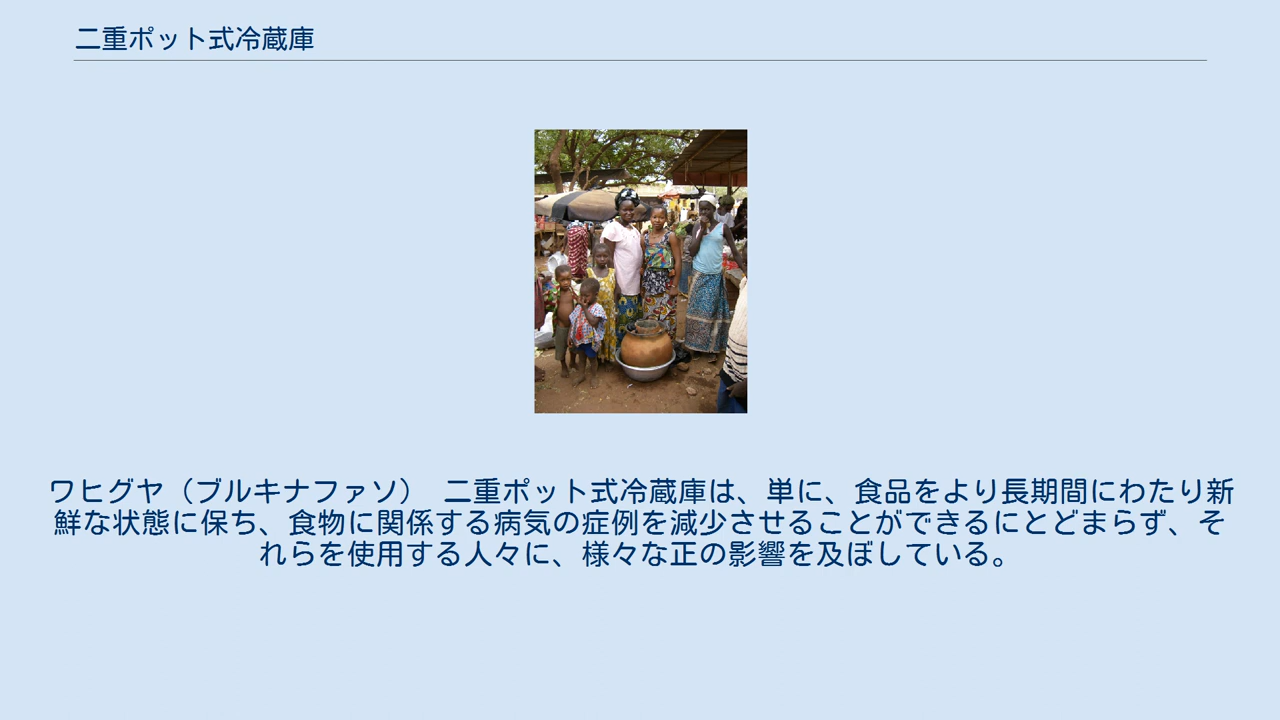 二重ポット式冷蔵庫
ワヒグヤ（ブルキナファソ）　二重ポット式冷蔵庫は、単に、食品をより長期間にわたり新
鮮な状態に保ち、食物に関係する病気の症例を減少させることができるにとどまらず、そ
れらを使用する人々に、様々な正の影響を及ぼしている。